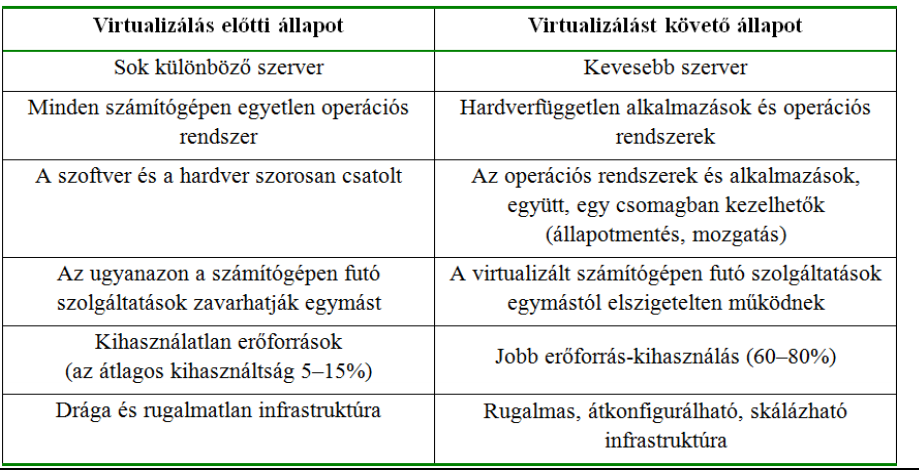 Virtualizálás előtti állapot
Virtualizálást követő állapot
Sok különböző szerver
Kevesebb szerver
Minden számítógépen egyetlen operációs
rendszer
Hardverfüggetlen alkalmazások és operációs
rendszerek
A szoftver és a hardver szorosan csatolt
Az operációs rendszerek és alkalmazások,
együtt, egy csomagban kezelhetők
(állapotmentés, mozgatás)
Az ugyanazon a számítógépen futó
szolgáltatások zavarhatják egymást
A virtualizált számítógépen futó szolgáltatások
egymástól elszigetelten működnek
Kihasználatlan erőforrások
(az átlagos kihasználtság 5–15%)
Jobb erőforrás-kihasználás (60–80%)
Drága és rugalmatlan infrastruktúra
Rugalmas, átkonfigurálható, skálázható
infrastruktúra